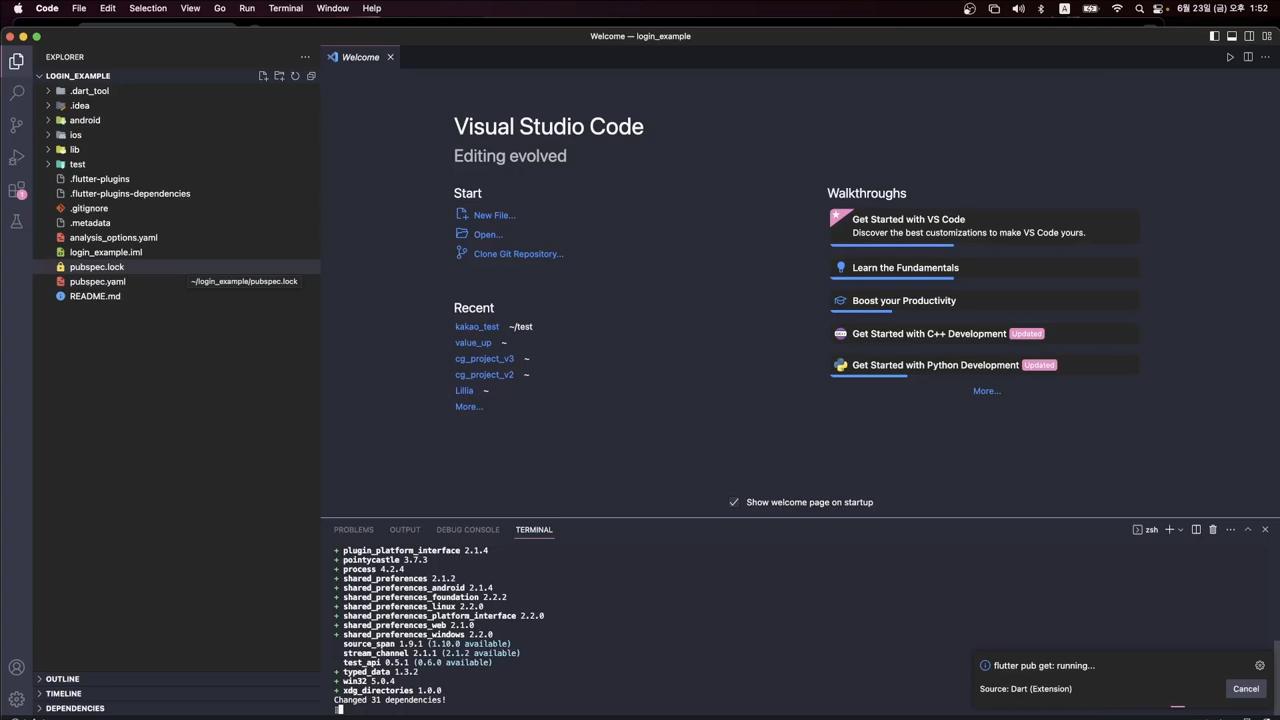 Code File Edit Selection View Go Run Terminal Window Help
A
6월 23일(금) 오후 1:52
Welcome — login_example
EXPLORER
LOGIN_EXAMPLE
.dart_tool
.idea
android
ios
lib
test
.flutter-plugins
.flutter-plugins-dependencies
.gitignore
.metadata
analysis_options.yaml
login_example.iml
pubspec.lock
pubspec.yaml
~/login_example/pubspec.lock
README.md
OUTLINE
TIMELINE
DEPENDENCIES
1
Welcome
Visual Studio Code
Editing evolved
Start
New File...
Open...
Clone Git Repository...
Recent
kakao_test ~/test
value_up ~
cg_project_v3 ~
cg_project_v2 ~
Lillia ~
More...
Walkthroughs
Get Started with VS Code
Discover the best customizations to make VS Code yours.
Learn the Fundamentals
Boost your Productivity
Get Started with C++ Development Updated
Get Started with Python Development Updated
More...
Show welcome page on startup
PROBLEMS OUTPUT DEBUG CONSOLE TERMINAL
zsh
+ plugin_platform_interface 2.1.4
+ pointycastle 3.7.3
+ process 4.2.4
+ shared_preferences 2.1.2
+ shared_preferences_android 2.1.4
+ shared_preferences_foundation 2.2.2
+ shared_preferences_linux 2.2.0
+ shared_preferences_platform_interface 2.2.0
+ shared_preferences_web 2.1.0
+ shared_preferences_windows 2.2.0
source_span 1.9.1 (1.10.0 available)
stream_channel 2.1.1 (2.1.2 available)
test_api 0.5.1 (0.6.0 available)
+ typed_data 1.3.2
+ win32 5.0.4
+ xdg_directories 1.0.0
Changed 31 dependencies!
flutter pub get: running...
Source: Dart (Extension)
Cancel